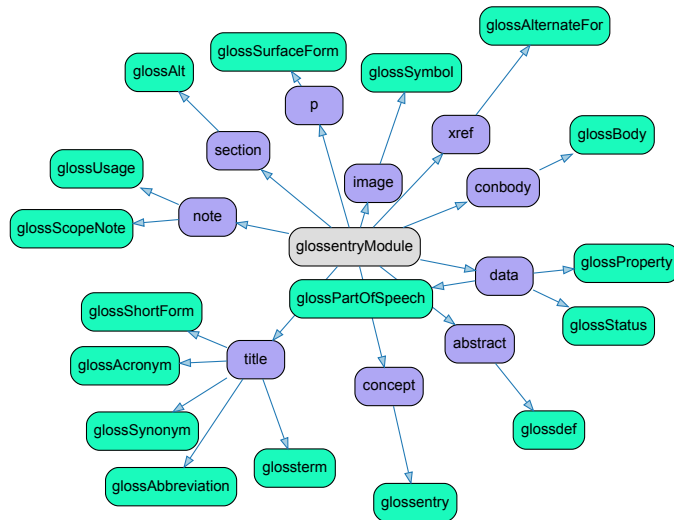 glossAlternateFor
glossSurfaceForm
glossAlt
glossSymbol
p
xref
glossBody
section
glossUsage
image
conbody
note
glossScopeNote
glossentryModule
glossProperty
data
glossPartOfSpeech
glossShortForm
glossStatus
abstract
title
glossAcronym
concept
glossSynonym
glossdef
glossterm
glossAbbreviation
glossentry